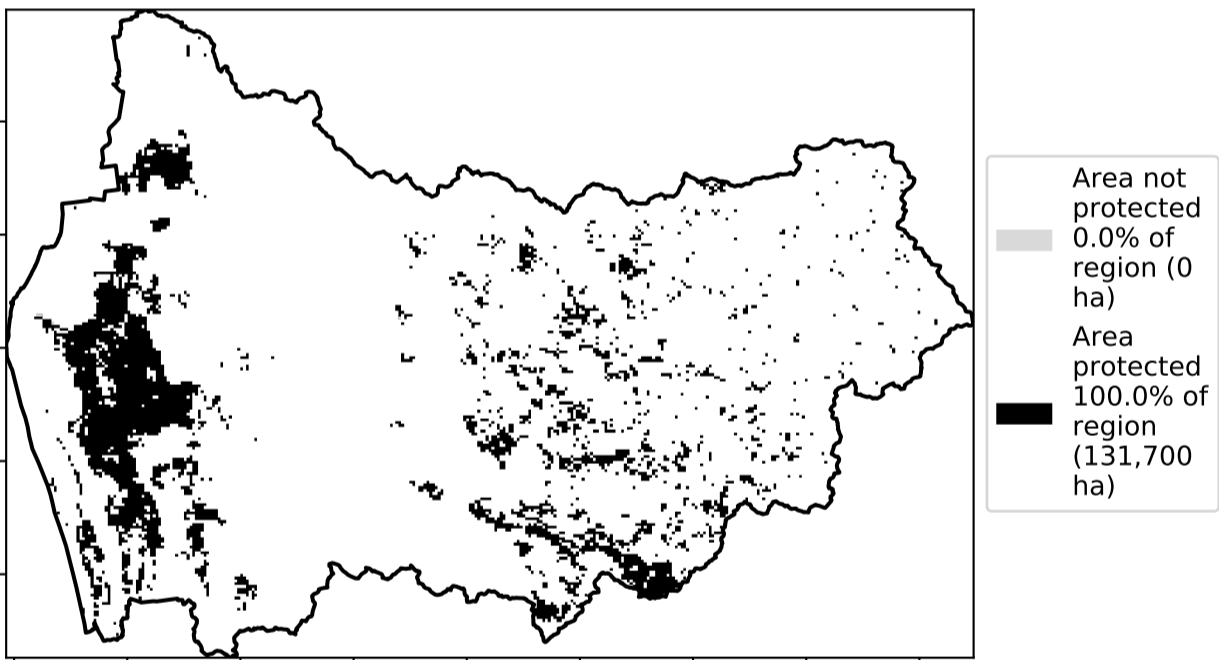 Area not
protected
0.0% of
region (0
ha)
Area
protected
100.0% of
region
(131,700
ha)